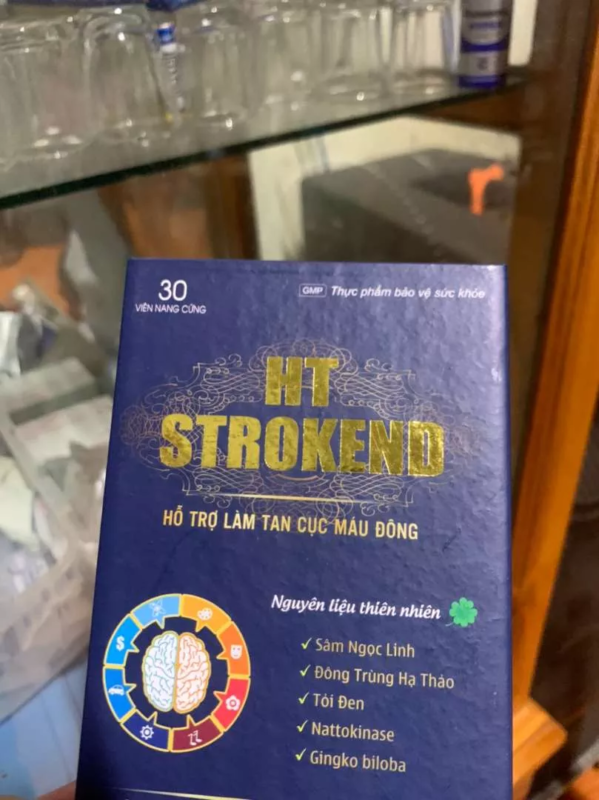 30
VIÊN NANG CỨNG
GMP Thực phẩm bảo vệ sức khỏe
HT
STROKEND
HỖ TRỢ LÀM TAN CỤC MÁU ĐÔNG
Nguyên liệu thiên nhiên
✓ Sâm Ngọc Linh
✓ Đông Trùng Hạ Thảo
✓ Tỏi Đen
✓ Nattokinase
✓ Gingko biloba
$